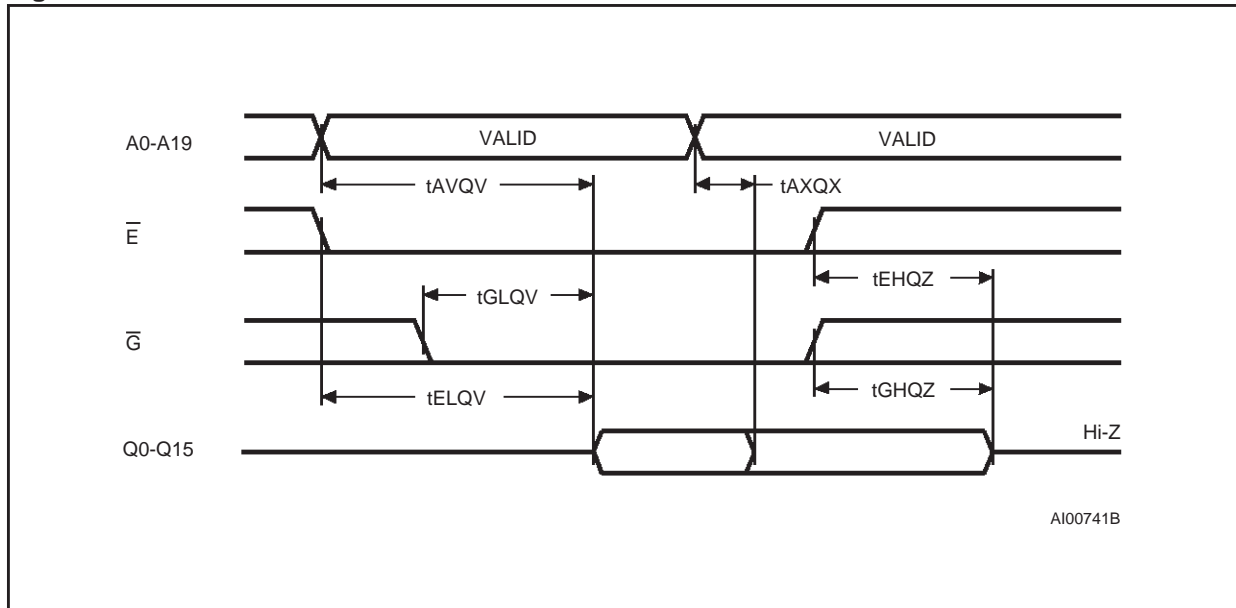 A0-A19
VALID
VALID
tAVQV
tAXQX
E
tEHQZ
tGLQV
G
tELQV
tGHQZ
Q0-Q15
Hi-Z
AI00741B